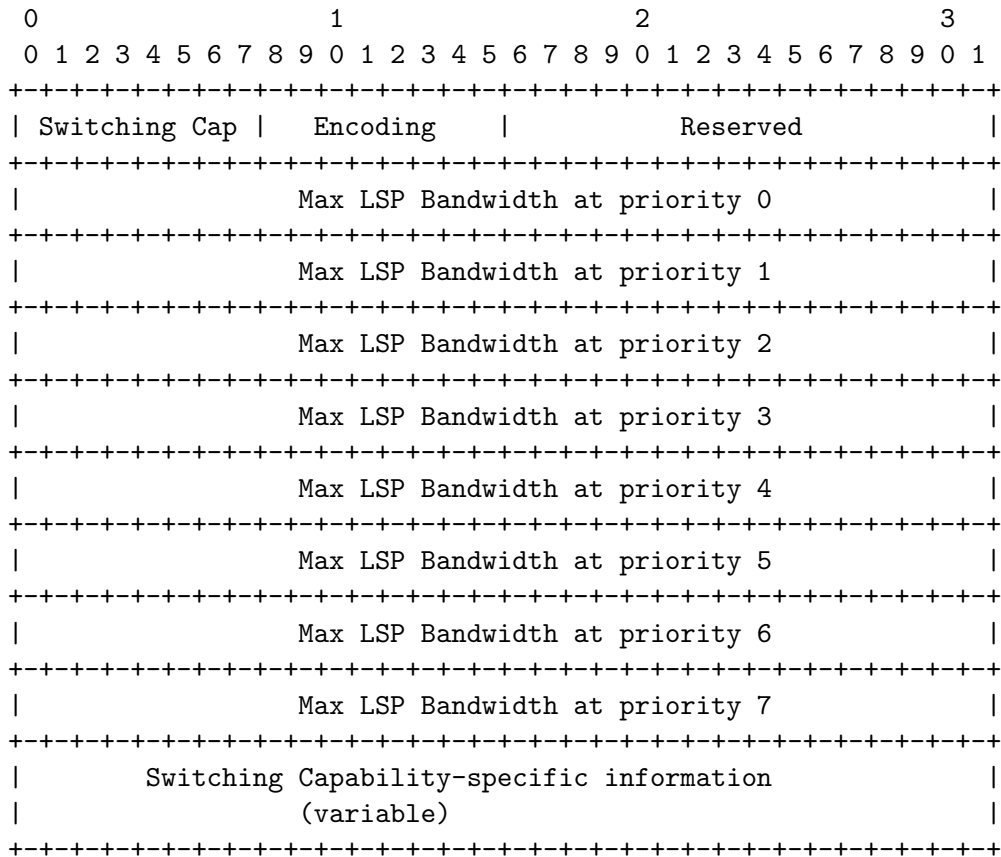 0                   1                   2                   3
 0 1 2 3 4 5 6 7 8 9 0 1 2 3 4 5 6 7 8 9 0 1 2 3 4 5 6 7 8 9 0 1
+-+-+-+-+-+-+-+-+-+-+-+-+-+-+-+-+-+-+-+-+-+-+-+-+-+-+-+-+-+-+-+-+
| Switching Cap |   Encoding    |           Reserved            |
+-+-+-+-+-+-+-+-+-+-+-+-+-+-+-+-+-+-+-+-+-+-+-+-+-+-+-+-+-+-+-+-+
|                  Max LSP Bandwidth at priority 0              |
+-+-+-+-+-+-+-+-+-+-+-+-+-+-+-+-+-+-+-+-+-+-+-+-+-+-+-+-+-+-+-+-+
|                  Max LSP Bandwidth at priority 1              |
+-+-+-+-+-+-+-+-+-+-+-+-+-+-+-+-+-+-+-+-+-+-+-+-+-+-+-+-+-+-+-+-+
|                  Max LSP Bandwidth at priority 2              |
+-+-+-+-+-+-+-+-+-+-+-+-+-+-+-+-+-+-+-+-+-+-+-+-+-+-+-+-+-+-+-+-+
|                  Max LSP Bandwidth at priority 3              |
+-+-+-+-+-+-+-+-+-+-+-+-+-+-+-+-+-+-+-+-+-+-+-+-+-+-+-+-+-+-+-+-+
|                  Max LSP Bandwidth at priority 4              |
+-+-+-+-+-+-+-+-+-+-+-+-+-+-+-+-+-+-+-+-+-+-+-+-+-+-+-+-+-+-+-+-+
|                  Max LSP Bandwidth at priority 5              |
+-+-+-+-+-+-+-+-+-+-+-+-+-+-+-+-+-+-+-+-+-+-+-+-+-+-+-+-+-+-+-+-+
|                  Max LSP Bandwidth at priority 6              |
+-+-+-+-+-+-+-+-+-+-+-+-+-+-+-+-+-+-+-+-+-+-+-+-+-+-+-+-+-+-+-+-+
|                  Max LSP Bandwidth at priority 7              |
+-+-+-+-+-+-+-+-+-+-+-+-+-+-+-+-+-+-+-+-+-+-+-+-+-+-+-+-+-+-+-+-+
|        Switching Capability-specific information              |
|                  (variable)                                   |
+-+-+-+-+-+-+-+-+-+-+-+-+-+-+-+-+-+-+-+-+-+-+-+-+-+-+-+-+-+-+-+-+